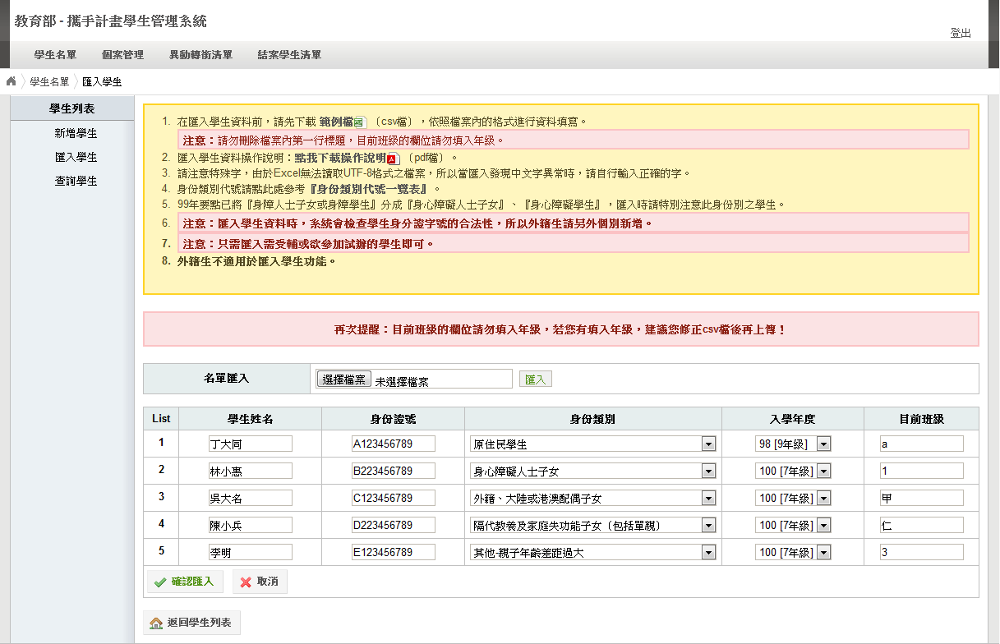 教育部 - 攜手計畫學生管理系統
登出
學生名單 個案管理 異動轉銜清單 結案學生清單
學生名單 匯入學生
學生列表
新增學生
匯入學生
查詢學生
1. 在匯入學生資料前，請先下載 範例檔 〔csv檔〕，依照檔案內的格式進行資料填寫。
注意：請勿刪除檔案內第一行標題，目前班級的欄位請勿填入年級。
2. 匯入學生資料操作說明：點我下載操作說明 〔pdf檔〕。
3. 請注意特殊字，由於Excel無法讀取UTF-8格式之檔案，所以當匯入發現中文字異常時，請自行輸入正確的字。
4. 身份類別代號請點此處參考『身份類別代號一覽表』。
5. 99年要點已將『身障人士子女或身障學生』分成『身心障礙人士子女』、『身心障礙學生』，匯入時請特別注意此身份別之學生。
6. 注意：匯入學生資料時，系統會檢查學生身分證字號的合法性，所以外籍生請另外個別新增。
7. 注意：只需匯入需受輔或欲參加試辦的學生即可。
8. 外籍生不適用於匯入學生功能。
再次提醒：目前班級的欄位請勿填入年級，若您有填入年級，建議您修正csv檔後再上傳！
名單匯入 選擇檔案 未選擇檔案 匯入
List 學生姓名 身份證號 身份類別 入學年度 目前班級
1 丁大同 A123456789 原住民學生 98 [9年級] a
2 林小惠 B223456789 身心障礙人士子女 100 [7年級] 1
3 吳大名 C123456789 外籍、大陸或港澳配偶子女 100 [7年級] 甲
4 陳小兵 D223456789 隔代教養及家庭失功能子女（包括單親） 100 [7年級] 仁
5 李明 E123456789 其他-親子年齡差距過大 100 [7年級] 3
確認匯入 取消
返回學生列表